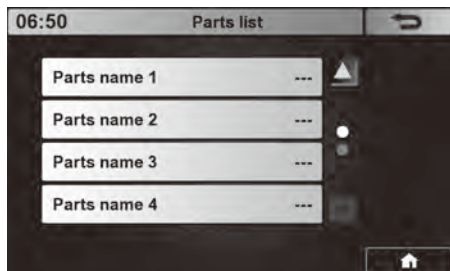 06:50 Parts list
Parts name 1 ---
Parts name 2 ---
Parts name 3 ---
Parts name 4 ---